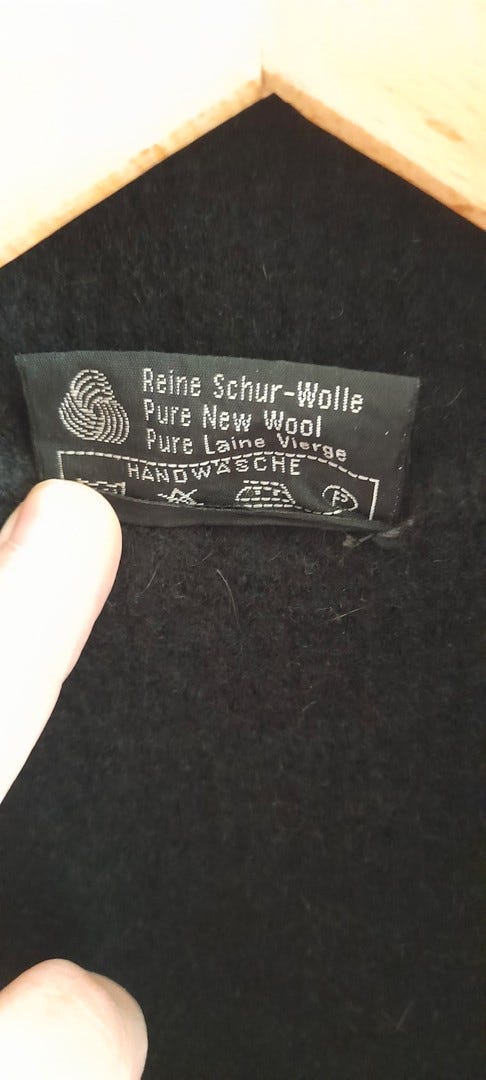 Reine Schur-Wolle
Pure New Wool
Pure Laine Vierge
HANDWÄSCHE
P